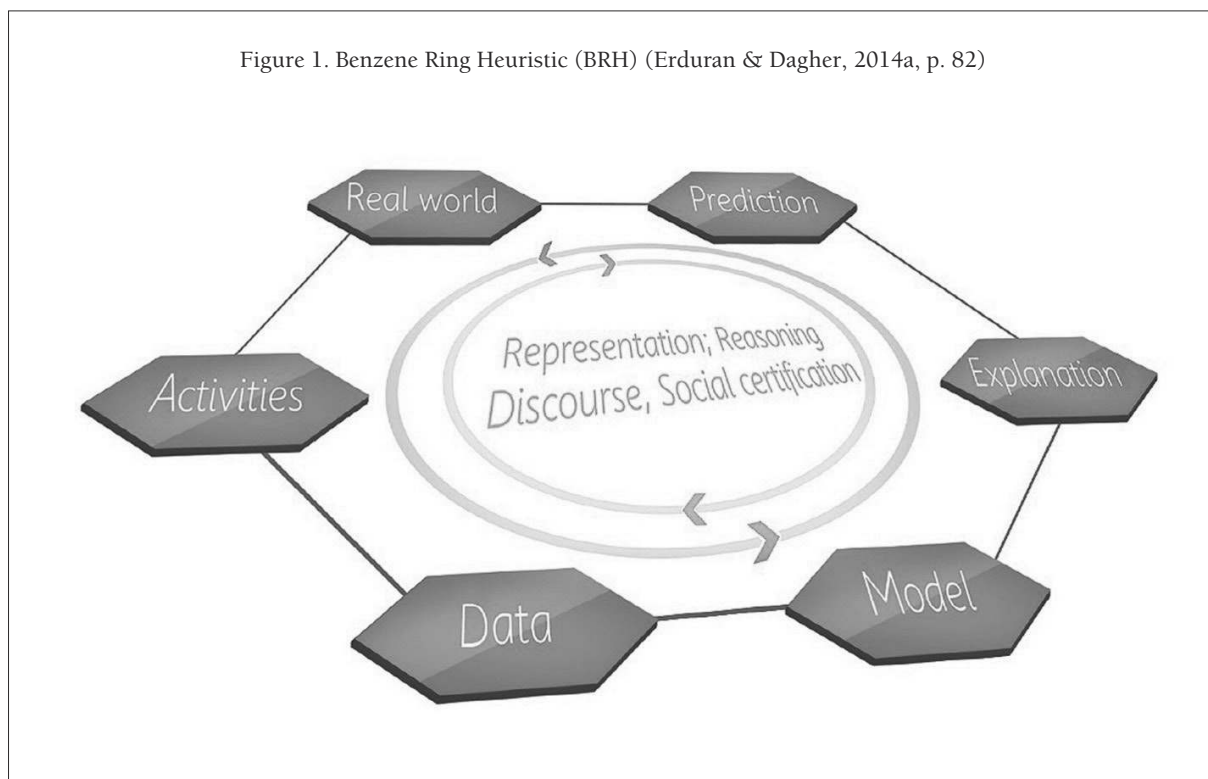 Figure 1. Benzene Ring Heuristic (BRH) (Erduran & Dagher, 2014a, p. 82)
Real world
Prediction
Representation; Reasoning
Discourse, Social certification
Activities
Explanation
Data
Model